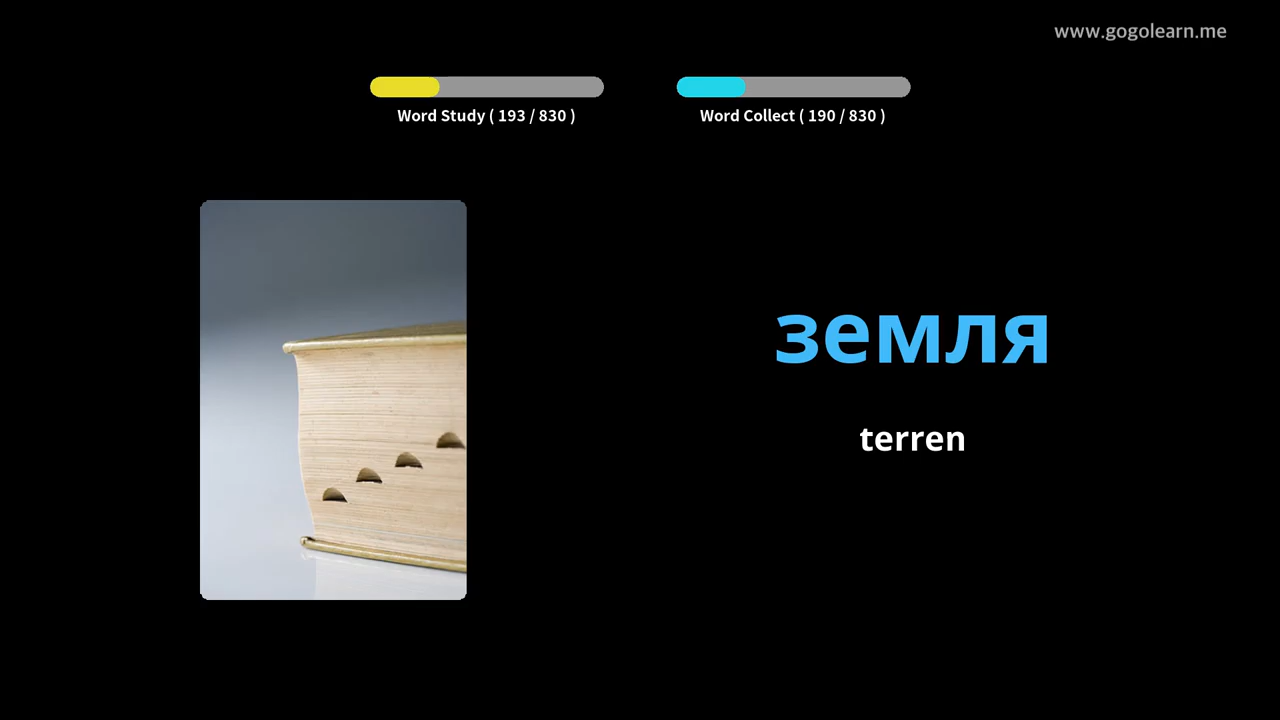 www.gogolearn.me
Word Study ( 193 / 830 )
Word Collect ( 190 / 830 )
земля
terren